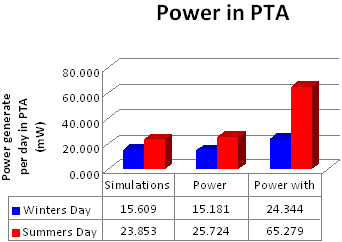 Power in PTA
Power generate
per day in PTA
(mW)
80.000
60.000
40.000
20.000
0.000
Simulations Power Power with
Winters Day 15.609 15.181 24.344
Summers Day 23.853 25.724 65.279